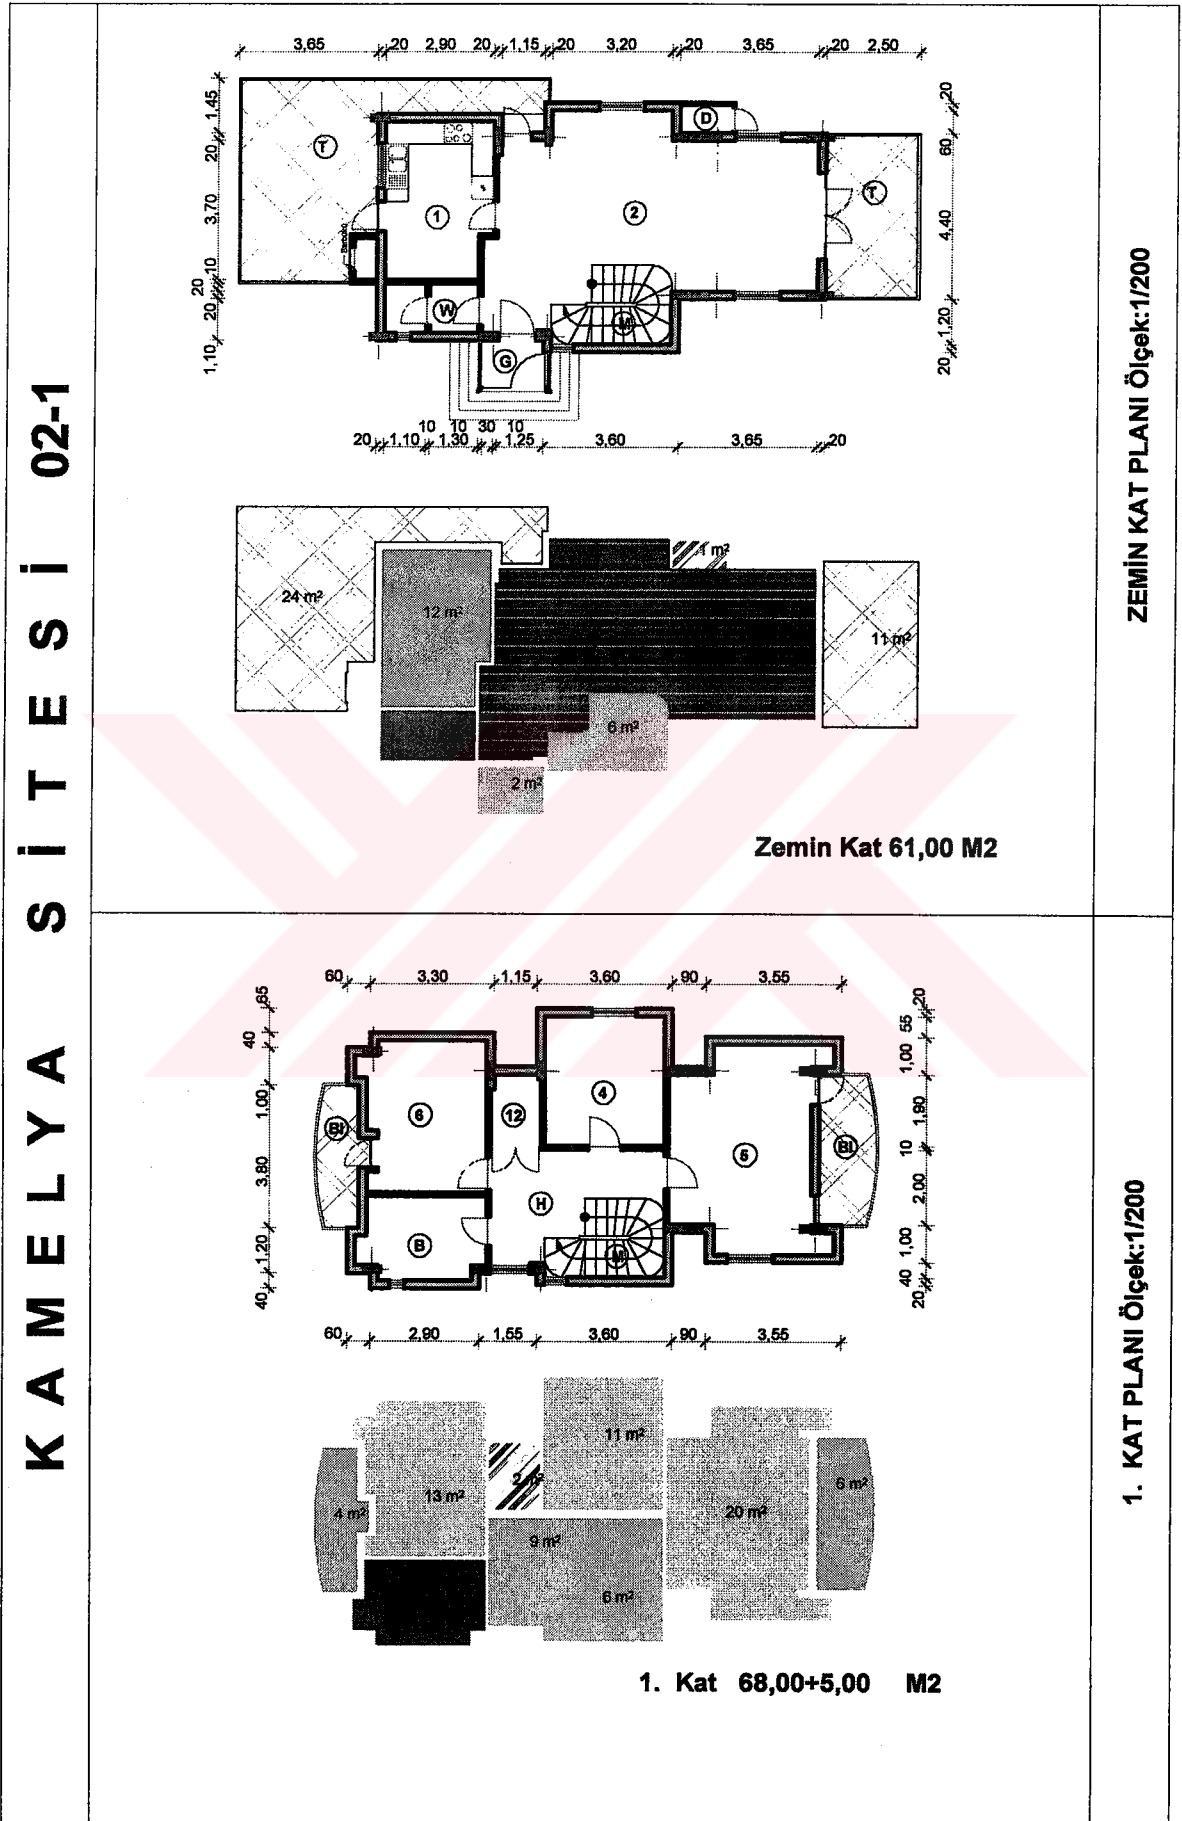 KAMELYA SİTESİ 02-1
3,65 20 2,90 20 1,15 20 3,20 20 3,65 20 2,50
1,45
20
3,70
10
20
20
1,10
20
60
4,40
1,20
20
T
1
2
D
T
W
M
G
10 10 30 10
20 1,10 1,30 1,25 3,60 3,65 20
24 m²
12 m²
1 m²
11 m²
6 m²
2 m²
Zemin Kat 61,00 M2
ZEMİN KAT PLANI Ölçek:1/200
60 3,30 1,15 3,60 90 3,55
65
40
1,00
3,80
1,20
40
20
55
1,00
1,90
10
2,00
1,00
40
20
Bl
6
12
4
5
Bl
H
B
M
60 2,90 1,55 3,60 90 3,55
4 m²
13 m²
2 m²
11 m²
9 m²
6 m²
20 m²
6 m²
1. Kat 68,00+5,00 M2
1. KAT PLANI Ölçek:1/200